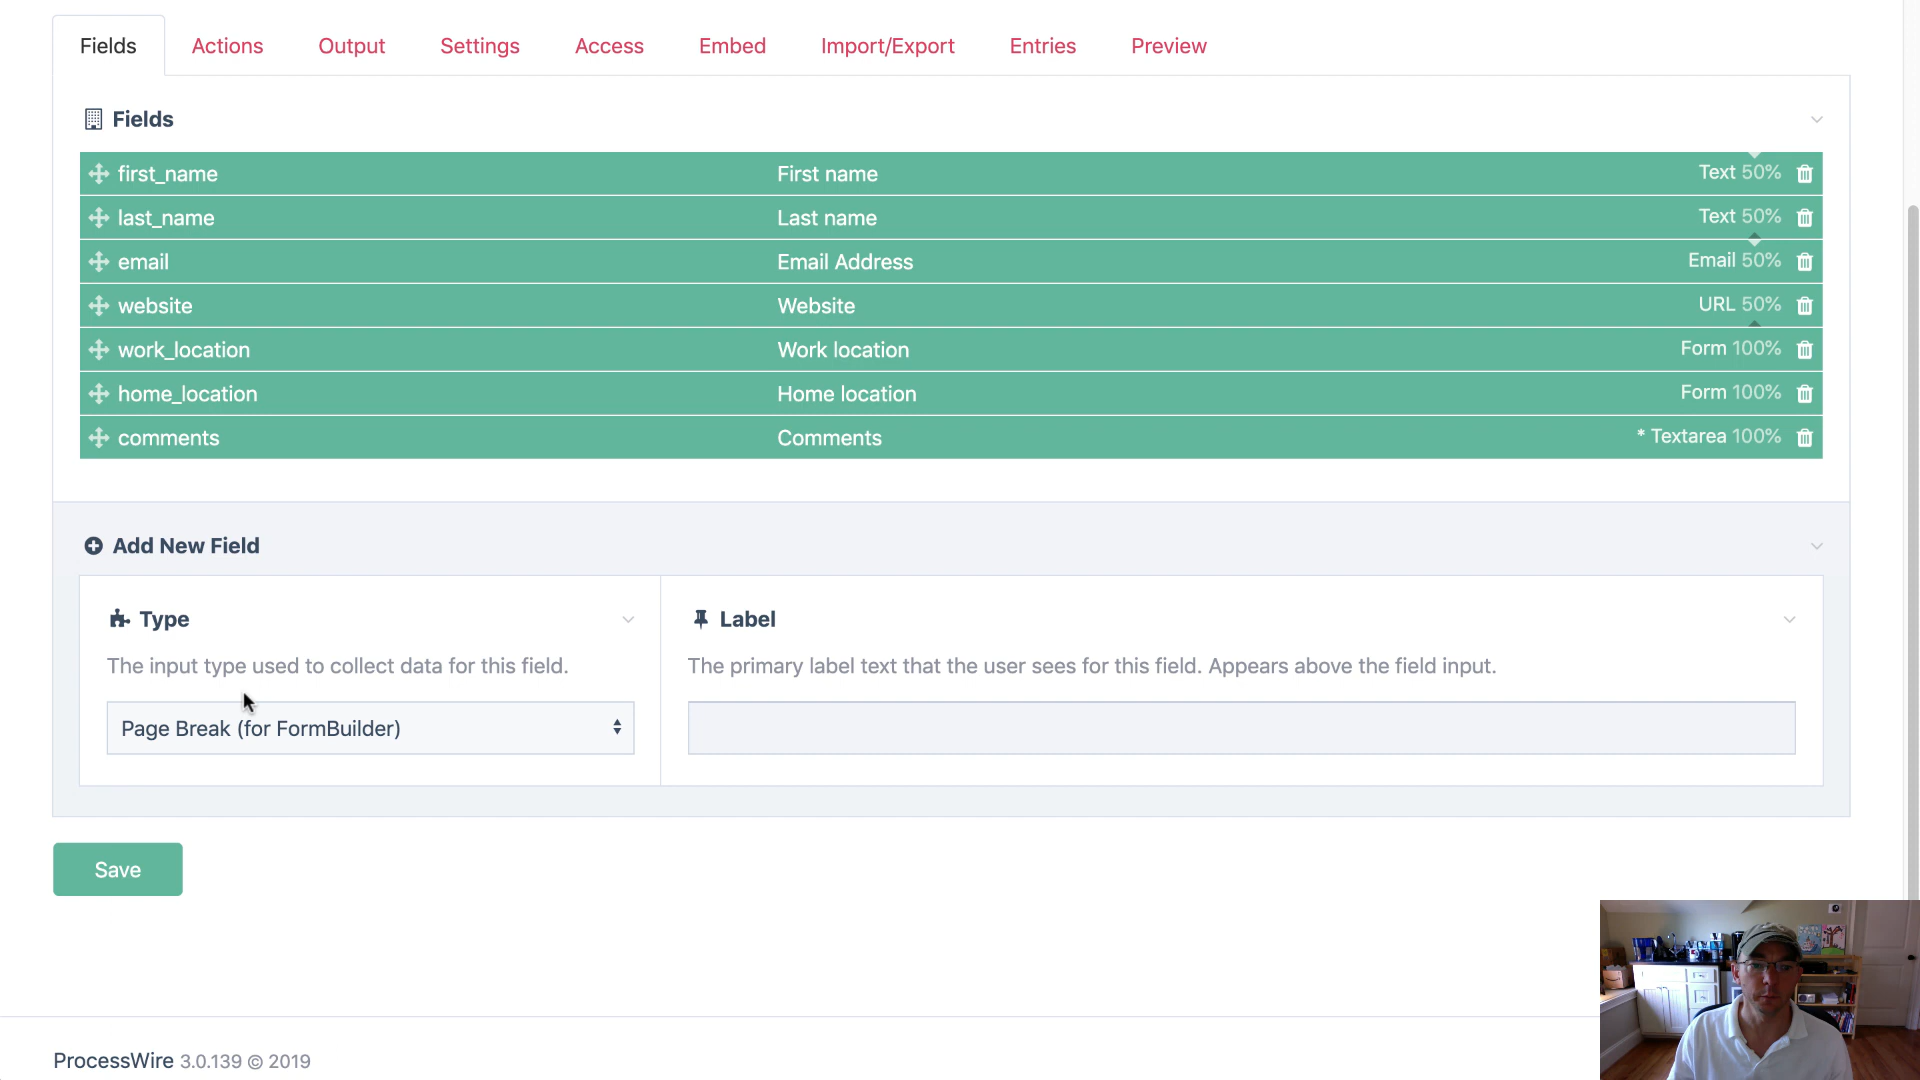 Fields Actions Output Settings Access Embed Import/Export Entries Preview
Fields
first_name First name Text 50%
last_name Last name Text 50%
email Email Address Email 50%
website Website URL 50%
work_location Work location Form 100%
home_location Home location Form 100%
comments Comments * Textarea 100%
Add New Field
Type
The input type used to collect data for this field.
Page Break (for FormBuilder)
Label
The primary label text that the user sees for this field. Appears above the field input.
Save
ProcessWire 3.0.139 © 2019